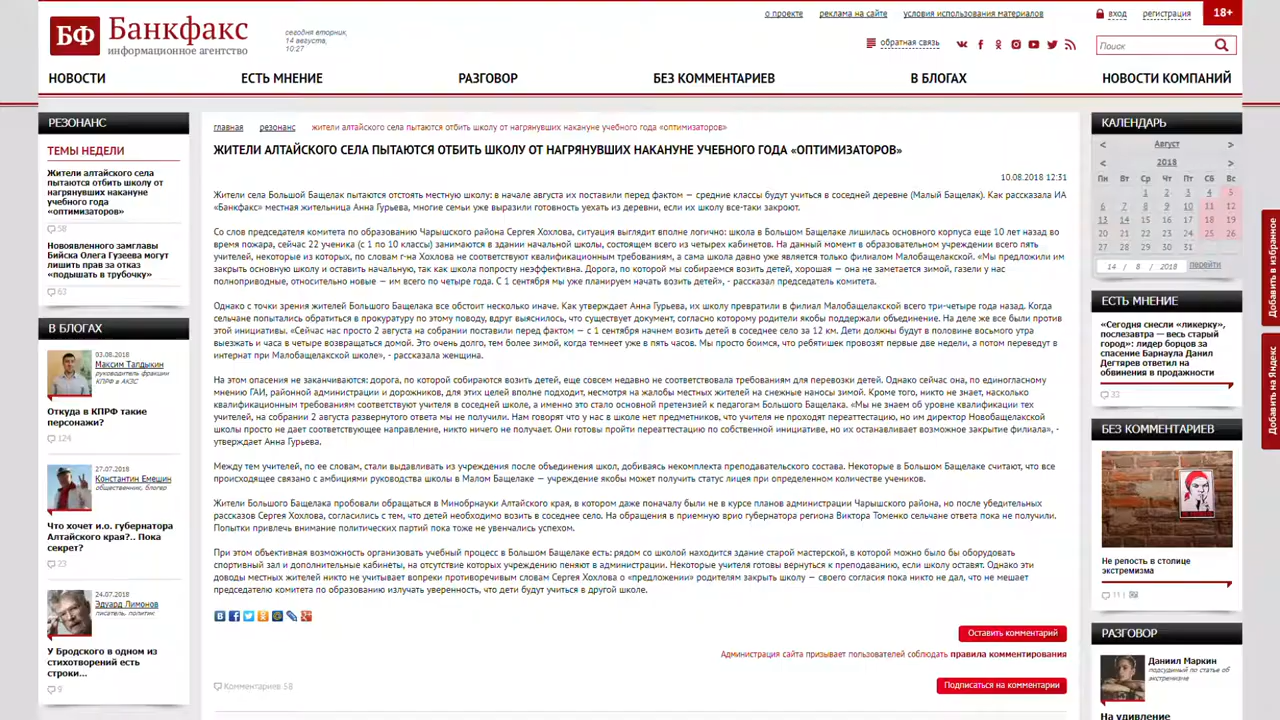 БФ Банкфакс
информационное агентство
сегодня вторник,
14 августа,
10:27
о проекте реклама на сайте условия использования материалов
вход регистрация 18+
обратная связь
Поиск
НОВОСТИ ЕСТЬ МНЕНИЕ РАЗГОВОР БЕЗ КОММЕНТАРИЕВ В БЛОГАХ НОВОСТИ КОМПАНИЙ
РЕЗОНАНС
ТЕМЫ НЕДЕЛИ
Жители алтайского села
пытаются отбить школу от
нагрянувших накануне
учебного года
«оптимизаторов»
58
Новоявленного замглавы
Бийска Олега Гузеева могут
лишить прав за отказ
«подышать в трубочку»
63
В БЛОГАХ
03.08.2018
Максим Талдыкин
руководитель фракции
КПРФ в АКЗС
Откуда в КПРФ такие
персонажи?
124
27.07.2018
Константин Емешин
общественник, блогер
Что хочет и.о. губернатора
Алтайского края?.. Пока
секрет?
23
24.07.2018
Эдуард Лимонов
писатель, политик
У Бродского в одном из
стихотворений есть
строки...
9
главная резонанс жители алтайского села пытаются отбить школу от нагрянувших накануне учебного года «оптимизаторов»
ЖИТЕЛИ АЛТАЙСКОГО СЕЛА ПЫТАЮТСЯ ОТБИТЬ ШКОЛУ ОТ НАГРЯНУВШИХ НАКАНУНЕ УЧЕБНОГО ГОДА «ОПТИМИЗАТОРОВ»
10.08.2018 12:31
Жители села Большой Бащелак пытаются отстоять местную школу: в начале августа их поставили перед фактом — средние классы будут учиться в соседней деревне (Малый Бащелак). Как рассказала ИА
«Банкфакс» местная жительница Анна Гурьева, многие семьи уже выразили готовность уехать из деревни, если их школу все-таки закроют.
Со слов председателя комитета по образованию Чарышского района Сергея Хохлова, ситуация выглядит вполне логично: школа в Большом Бащелаке лишилась основного корпуса еще 10 лет назад во
время пожара, сейчас 22 ученика (с 1 по 10 классы) занимаются в здании начальной школы, состоящем всего из четырех кабинетов. На данный момент в образовательном учреждении всего пять
учителей, некоторые из которых, по словам г-на Хохлова не соответствуют квалификационным требованиям, а сама школа давно уже является только филиалом Малобащелакской. «Мы предложили им
закрыть основную школу и оставить начальную, так как школа попросту неэффективна. Дорога, по которой мы собираемся возить детей, хорошая — она не заметается зимой, газели у нас
полноприводные, относительно новые — им всего по четыре года. С 1 сентября мы уже планируем начать возить детей», - рассказал председатель комитета.
Однако с точки зрения жителей Большого Бащелака все обстоит несколько иначе. Как утверждает Анна Гурьева, их школу превратили в филиал Малобащелакской всего три-четыре года назад. Когда
сельчане попытались обратиться в прокуратуру по этому поводу, вдруг выяснилось, что существует документ, согласно которому родители якобы поддержали объединение. На деле же все были против
этой инициативы. «Сейчас нас просто 2 августа на собрании поставили перед фактом — с 1 сентября начнем возить детей в соседнее село за 12 км. Дети должны будут в половине восьмого утра
выезжать и часа в четыре возвращаться домой. Это очень долго, тем более зимой, когда темнеет уже в пять часов. Мы просто боимся, что ребятишек провозят первые две недели, а потом переведут в
интернат при Малобащелакской школе», - рассказала женщина.
На этом опасения не заканчиваются: дорога, по которой собираются возить детей, еще совсем недавно не соответствовала требованиям для перевозки детей. Однако сейчас она, по единогласному
мнению ГАИ, районной администрации и дорожников, для этих целей вполне подходит, несмотря на жалобы местных жителей на снежные наносы зимой. Кроме того, никто не знает, насколько
квалификационным требованиям соответствуют учителя в соседней школе, а именно это стало основной претензией к педагогам Большого Бащелака. «Мы не знаем об уровне квалификации тех
учителей, на собрании 2 августа развернутого ответа мы не получили. Нам говорят что у нас в школе нет предметников, что учителя не проходят переаттестацию, но им директор Новобащелакской
школы просто не дает соответствующее направление, никто ничего не получает. Они готовы пройти переаттестацию по собственной инициативе, но их останавливает возможное закрытие филиала», -
утверждает Анна Гурьева.
Между тем учителей, по ее словам, стали выдавливать из учреждения после объединения школ, добиваясь некомплекта преподавательского состава. Некоторые в Большом Бащелаке считают, что все
происходящее связано с амбициями руководства школы в Малом Бащелаке — учреждение якобы может получить статус лицея при определенном количестве учеников.
Жители Большого Бащелака пробовали обращаться в Минобрнауки Алтайского края, в котором даже поначалу были не в курсе планов администрации Чарышского района, но после убедительных
рассказов Сергея Хохлова, согласились с тем, что детей необходимо возить в соседнее село. На обращения в приемную врио губернатора региона Виктора Томенко сельчане ответа пока не получили.
Попытки привлечь внимание политических партий пока тоже не увенчались успехом.
При этом объективная возможность организовать учебный процесс в Большом Бащелаке есть: рядом со школой находится здание старой мастерской, в которой можно было бы оборудовать
спортивный зал и дополнительные кабинеты, на отсутствие которых учреждению пеняют в администрации. Некоторые учителя готовы вернуться к преподаванию, если школу оставят. Однако эти
доводы местных жителей никто не учитывает вопреки противоречивым словам Сергея Хохлова о «предложении» родителям закрыть школу — своего согласия пока никто не дал, что не мешает
председателю комитета по образованию излучать уверенность, что дети будут учиться в другой школе.
Оставить комментарий
Администрация сайта призывает пользователей соблюдать правила комментирования
Комментариев 58
Подписаться на комментарии
КАЛЕНДАРЬ
< Август >
< 2018 >
Пн Вт Ср Чт Пт Сб Вс
1 2 3 4 5
6 7 8 9 10 11 12
13 14 15 16 17 18 19
20 21 22 23 24 25 26
27 28 29 30 31
14 / 8 / 2018 перейти
ЕСТЬ МНЕНИЕ
«Сегодня снесли «ликерку»,
послезавтра — весь старый
город»: лидер борцов за
спасение Барнаула Данил
Дегтярев ответил на
обвинения в продажности
33
БЕЗ КОММЕНТАРИЕВ
Не репость в столице
экстремизма
11 |
РАЗГОВОР
Даниил Маркин
подсудимый по статье об
экстремизме
На удивление
Добавить в избранное
Добавить на Яндекс